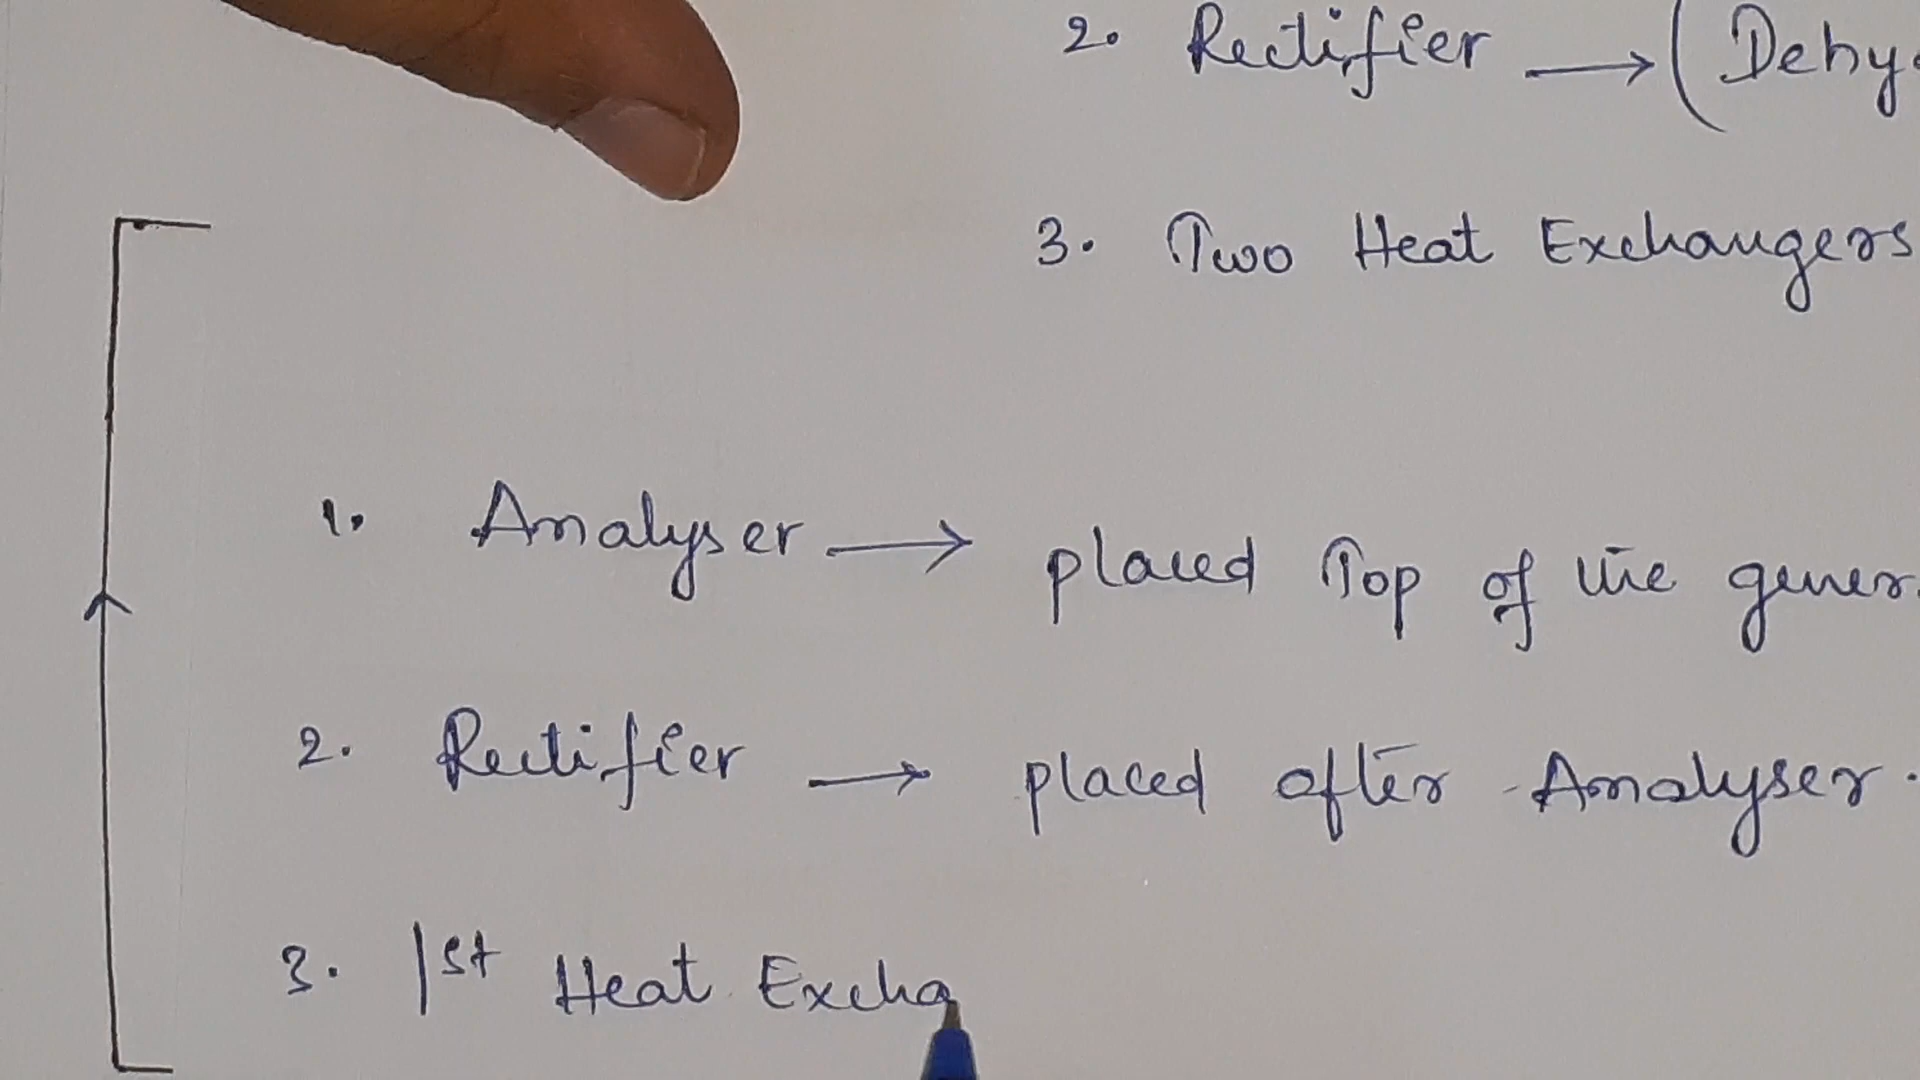 2. Rectifier → (Dehy
3. Two Heat Exchangers
1. Analyser → placed Top of the gener
2. Rectifier → placed after Analyser.
3. 1st Heat Excha